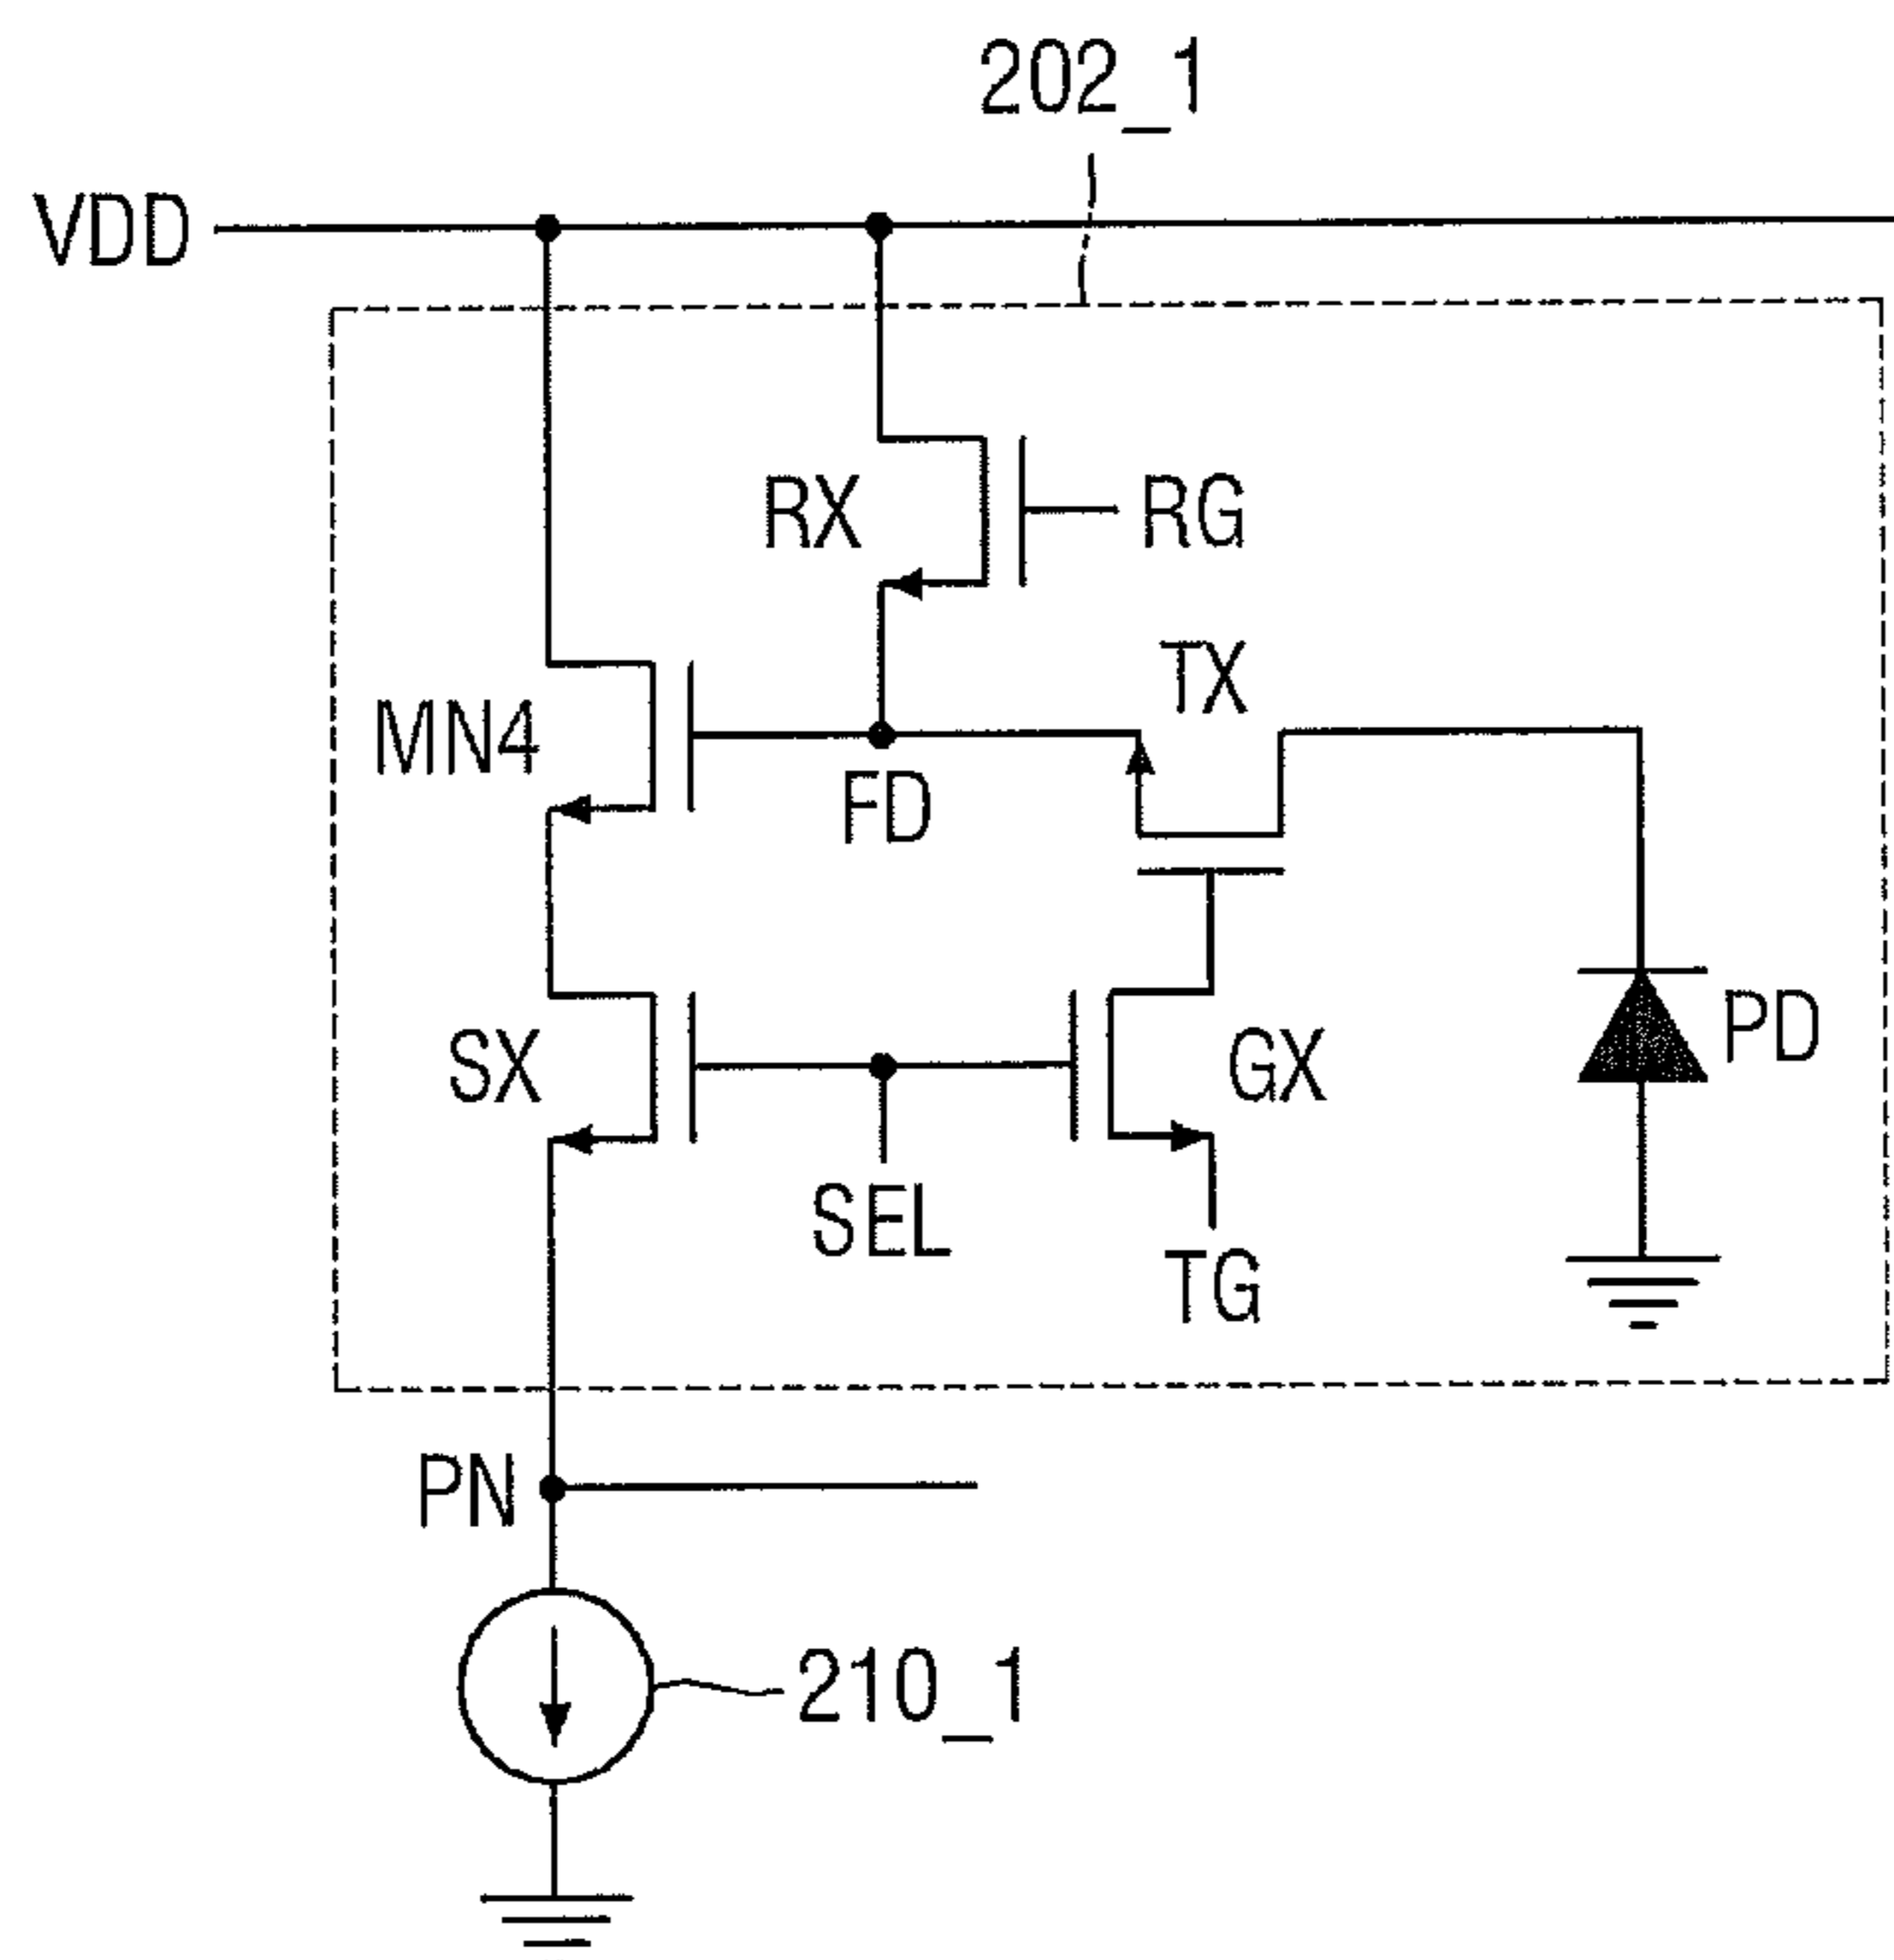 202_1
VDD
RX
RG
TX
MN4
FD
SX
GX
PD
SEL
TG
PN
210_1